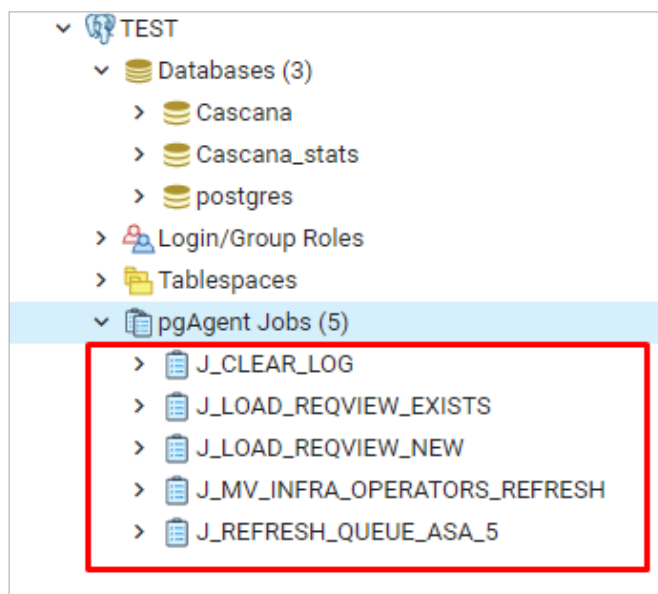 TEST
Databases (3)
Cascana
Cascana_stats
postgres
Login/Group Roles
Tablespaces
pgAgent Jobs (5)
J_CLEAR_LOG
J_LOAD_REQVIEW_EXISTS
J_LOAD_REQVIEW_NEW
J_MV_INFRA_OPERATORS_REFRESH
J_REFRESH_QUEUE_ASA_5